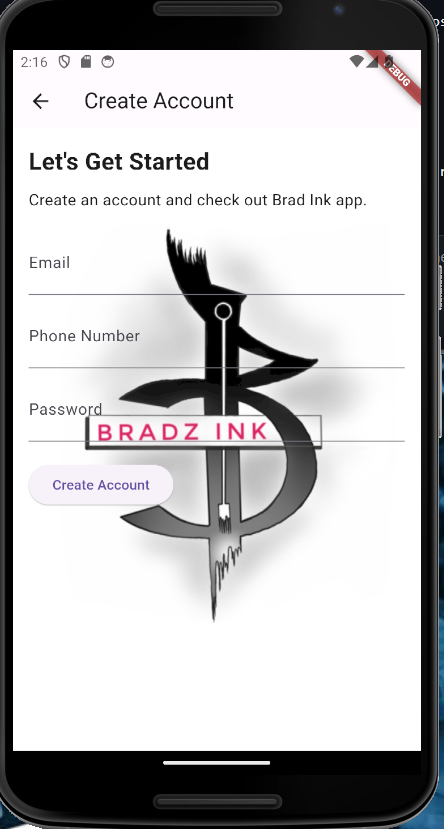 2:16
DEBUG
Create Account
Let's Get Started
Create an account and check out Brad Ink app.
Email
Phone Number
Password
BRADZ INK
Create Account